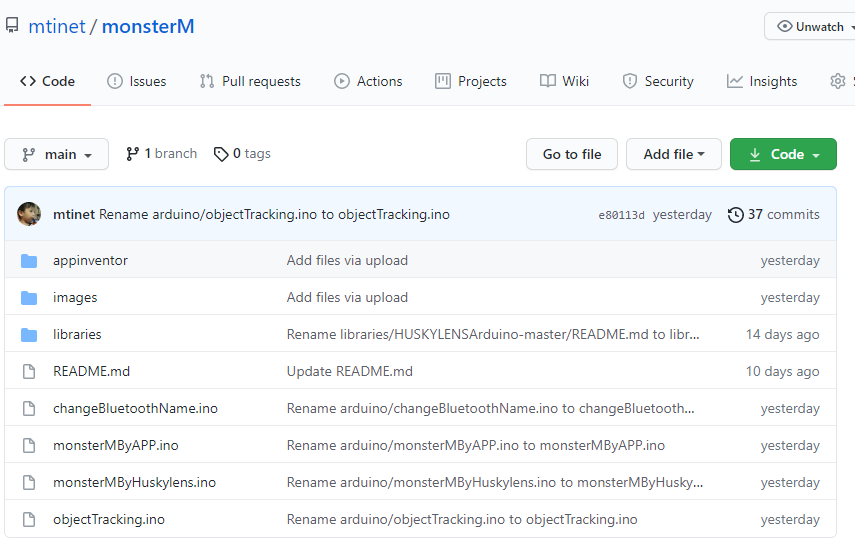 mtinet / monsterM
Unwatch
Code Issues Pull requests Actions Projects Wiki Security Insights
main 1 branch 0 tags Go to file Add file Code
mtinet Rename arduino/objectTracking.ino to objectTracking.ino e80113d yesterday 37 commits
appinventor Add files via upload yesterday
images Add files via upload yesterday
libraries Rename libraries/HUSKYLENSArduino-master/README.md to libr... 14 days ago
README.md Update README.md 10 days ago
changeBluetoothName.ino Rename arduino/changeBluetoothName.ino to changeBluetooth... yesterday
monsterMByAPP.ino Rename arduino/monsterMByAPP.ino to monsterMByAPP.ino yesterday
monsterMByHuskylens.ino Rename arduino/monsterMByHuskylens.ino to monsterMByHusky... yesterday
objectTracking.ino Rename arduino/objectTracking.ino to objectTracking.ino yesterday